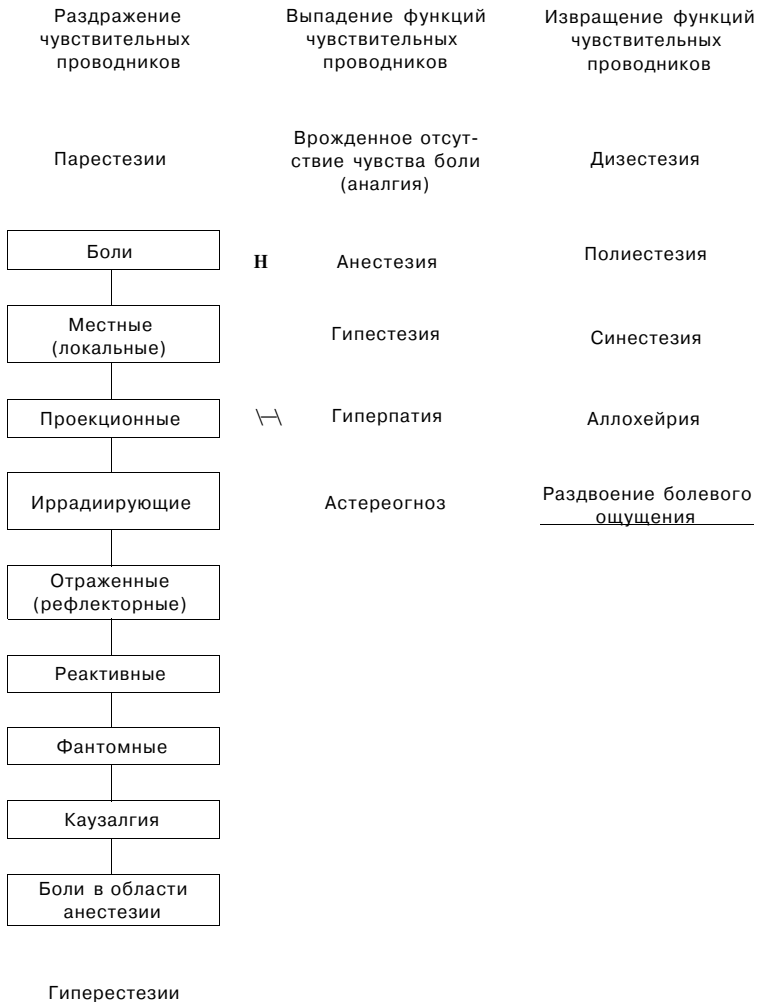 Раздражение
чувствительных
проводников
Выпадение функций
чувствительных
проводников
Извращение функций
чувствительных
проводников
Парестезии
Врожденное отсут-
ствие чувства боли
(аналгия)
Дизестезия
Боли
Н
Анестезия
Полиестезия
Местные
(локальные)
Гипестезия
Синестезия
Проекционные
Гиперпатия
Аллохейрия
Иррадиирующие
Астереогноз
Раздвоение болевого
ощущения
Отраженные
(рефлекторные)
Реактивные
Фантомные
Каузалгия
Боли в области
анестезии
Гиперестезии